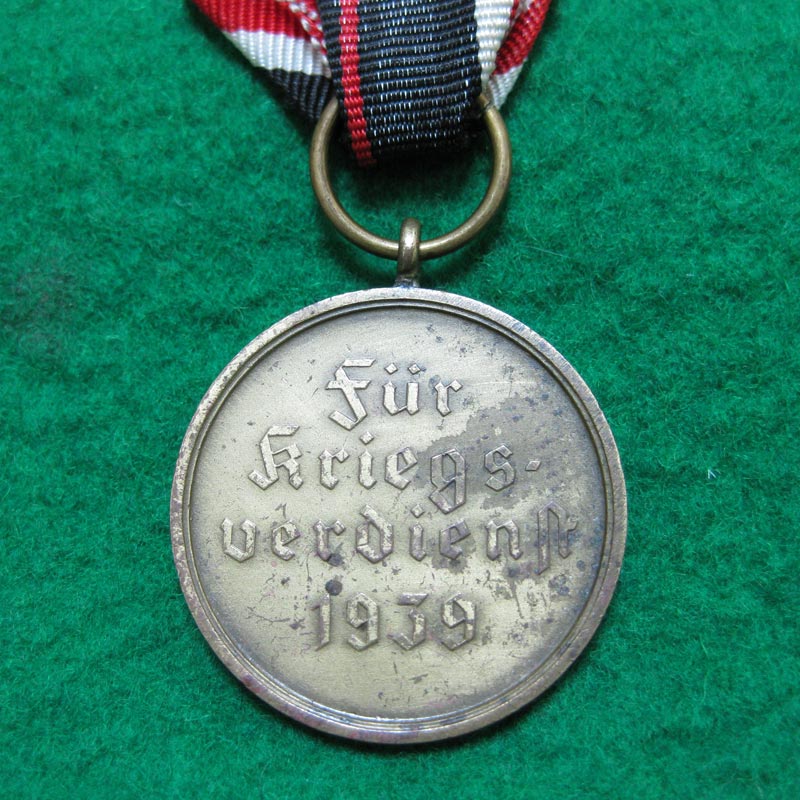 Für
Kriegs-
verdienst
1939